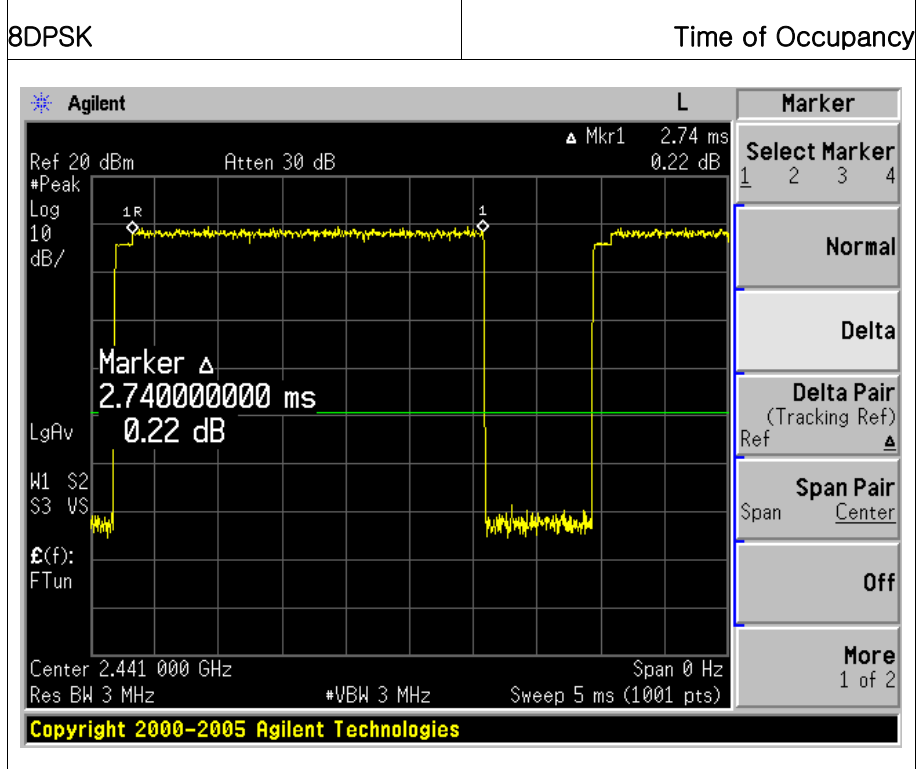 8DPSK Time of Occupancy
Agilent L Marker
▵ Mkr1 2.74 ms
Ref 20 dBm Atten 30 dB 0.22 dB
#Peak
Log
10
dB/
1R 1
Marker ▵
2.740000000 ms
0.22 dB
LgAv
W1 S2
S3 VS
£(f):
FTun
Center 2.441 000 GHz Span 0 Hz
Res BW 3 MHz #VBW 3 MHz Sweep 5 ms (1001 pts)
Select Marker
1 2 3 4
Normal
Delta
Delta Pair
(Tracking Ref)
Ref ▵
Span Pair
Span Center
Off
More
1 of 2
Copyright 2000-2005 Agilent Technologies